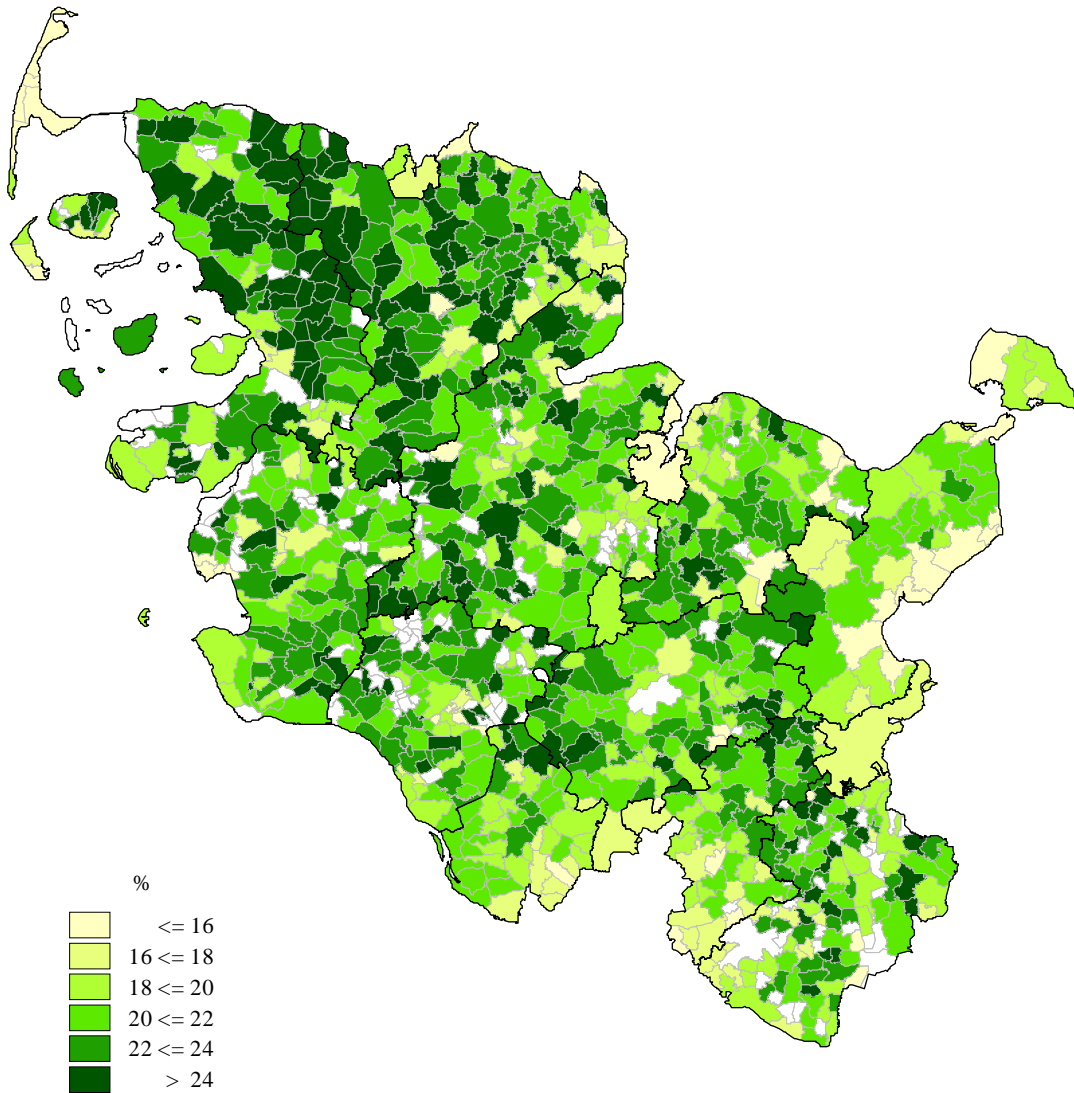 %
<= 16
16 <= 18
18 <= 20
20 <= 22
22 <= 24
> 24